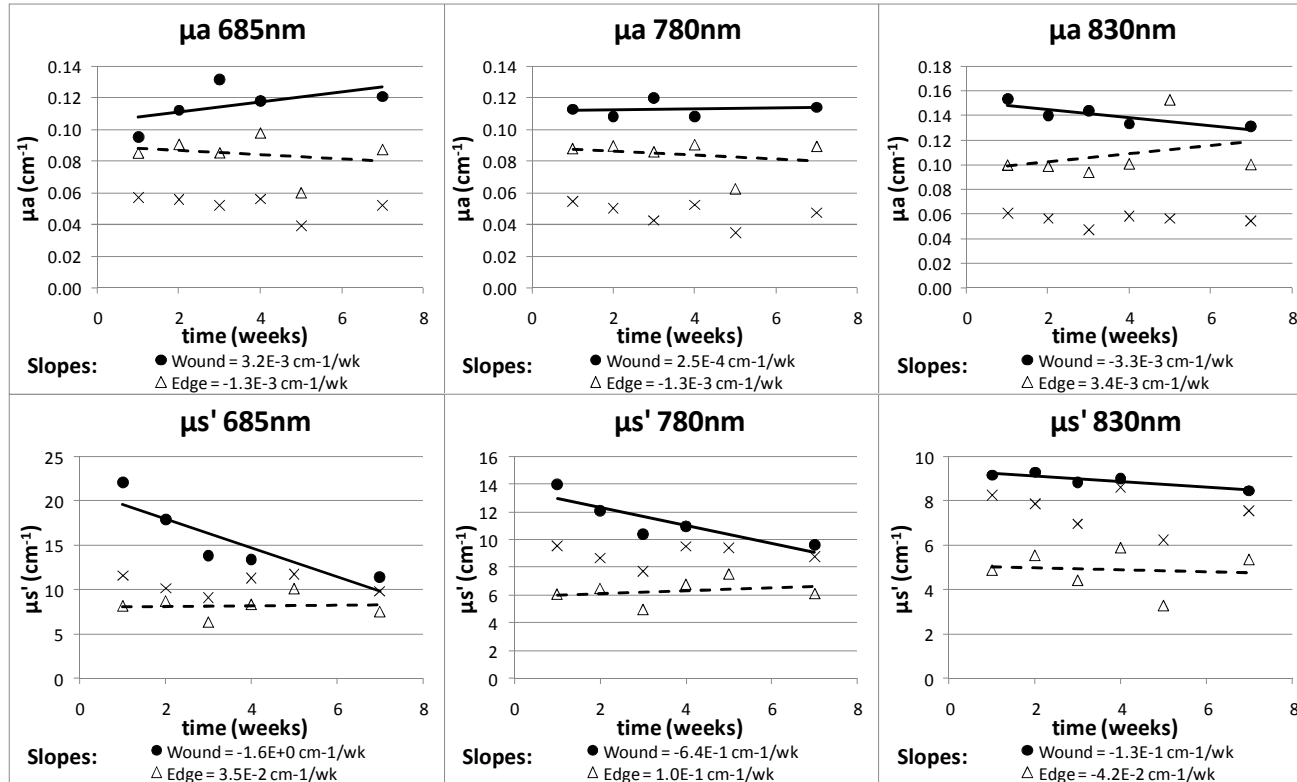 μa 685nm
μa (cm-1)
0.14
0.12
0.10
0.08
0.06
0.04
0.02
0.00
0 2 4 6 8
time (weeks)
Slopes:
● Wound = 3.2E-3 cm-1/wk
△ Edge = -1.3E-3 cm-1/wk
μa 780nm
μa (cm-1)
0.14
0.12
0.10
0.08
0.06
0.04
0.02
0.00
0 2 4 6 8
time (weeks)
Slopes:
● Wound = 2.5E-4 cm-1/wk
△ Edge = -1.3E-3 cm-1/wk
μa 830nm
μa (cm-1)
0.18
0.16
0.14
0.12
0.10
0.08
0.06
0.04
0.02
0.00
0 2 4 6 8
time (weeks)
Slopes:
● Wound = -3.3E-3 cm-1/wk
△ Edge = 3.4E-3 cm-1/wk
μs' 685nm
μs' (cm-1)
25
20
15
10
5
0
0 2 4 6 8
time (weeks)
Slopes:
● Wound = -1.6E+0 cm-1/wk
△ Edge = 3.5E-2 cm-1/wk
μs' 780nm
μs' (cm-1)
16
14
12
10
8
6
4
2
0
0 2 4 6 8
time (weeks)
Slopes:
● Wound = -6.4E-1 cm-1/wk
△ Edge = 1.0E-1 cm-1/wk
μs' 830nm
μs' (cm-1)
10
8
6
4
2
0
0 2 4 6 8
time (weeks)
Slopes:
● Wound = -1.3E-1 cm-1/wk
△ Edge = -4.2E-2 cm-1/wk